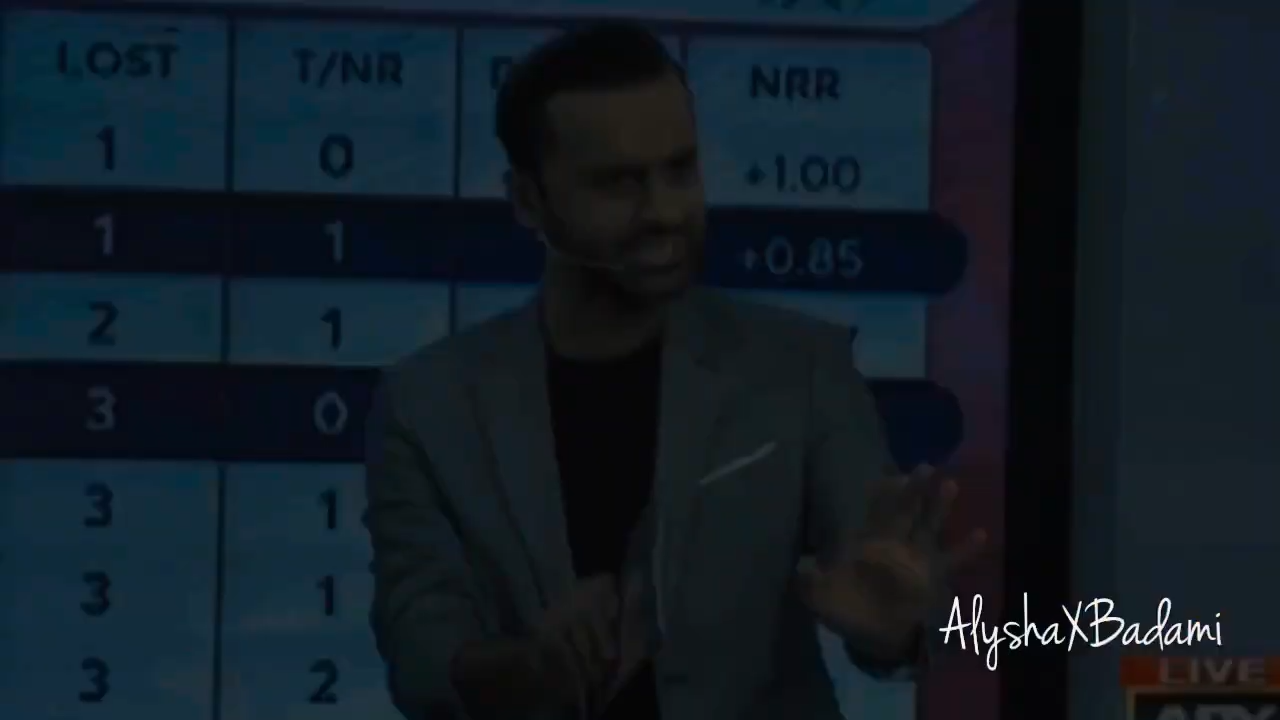 LOST T/NR NRR
1 0 +1.00
1 1 +0.85
2 1
3 0
3 1
3 1
3 2
AlyshaXBadami
LIVE